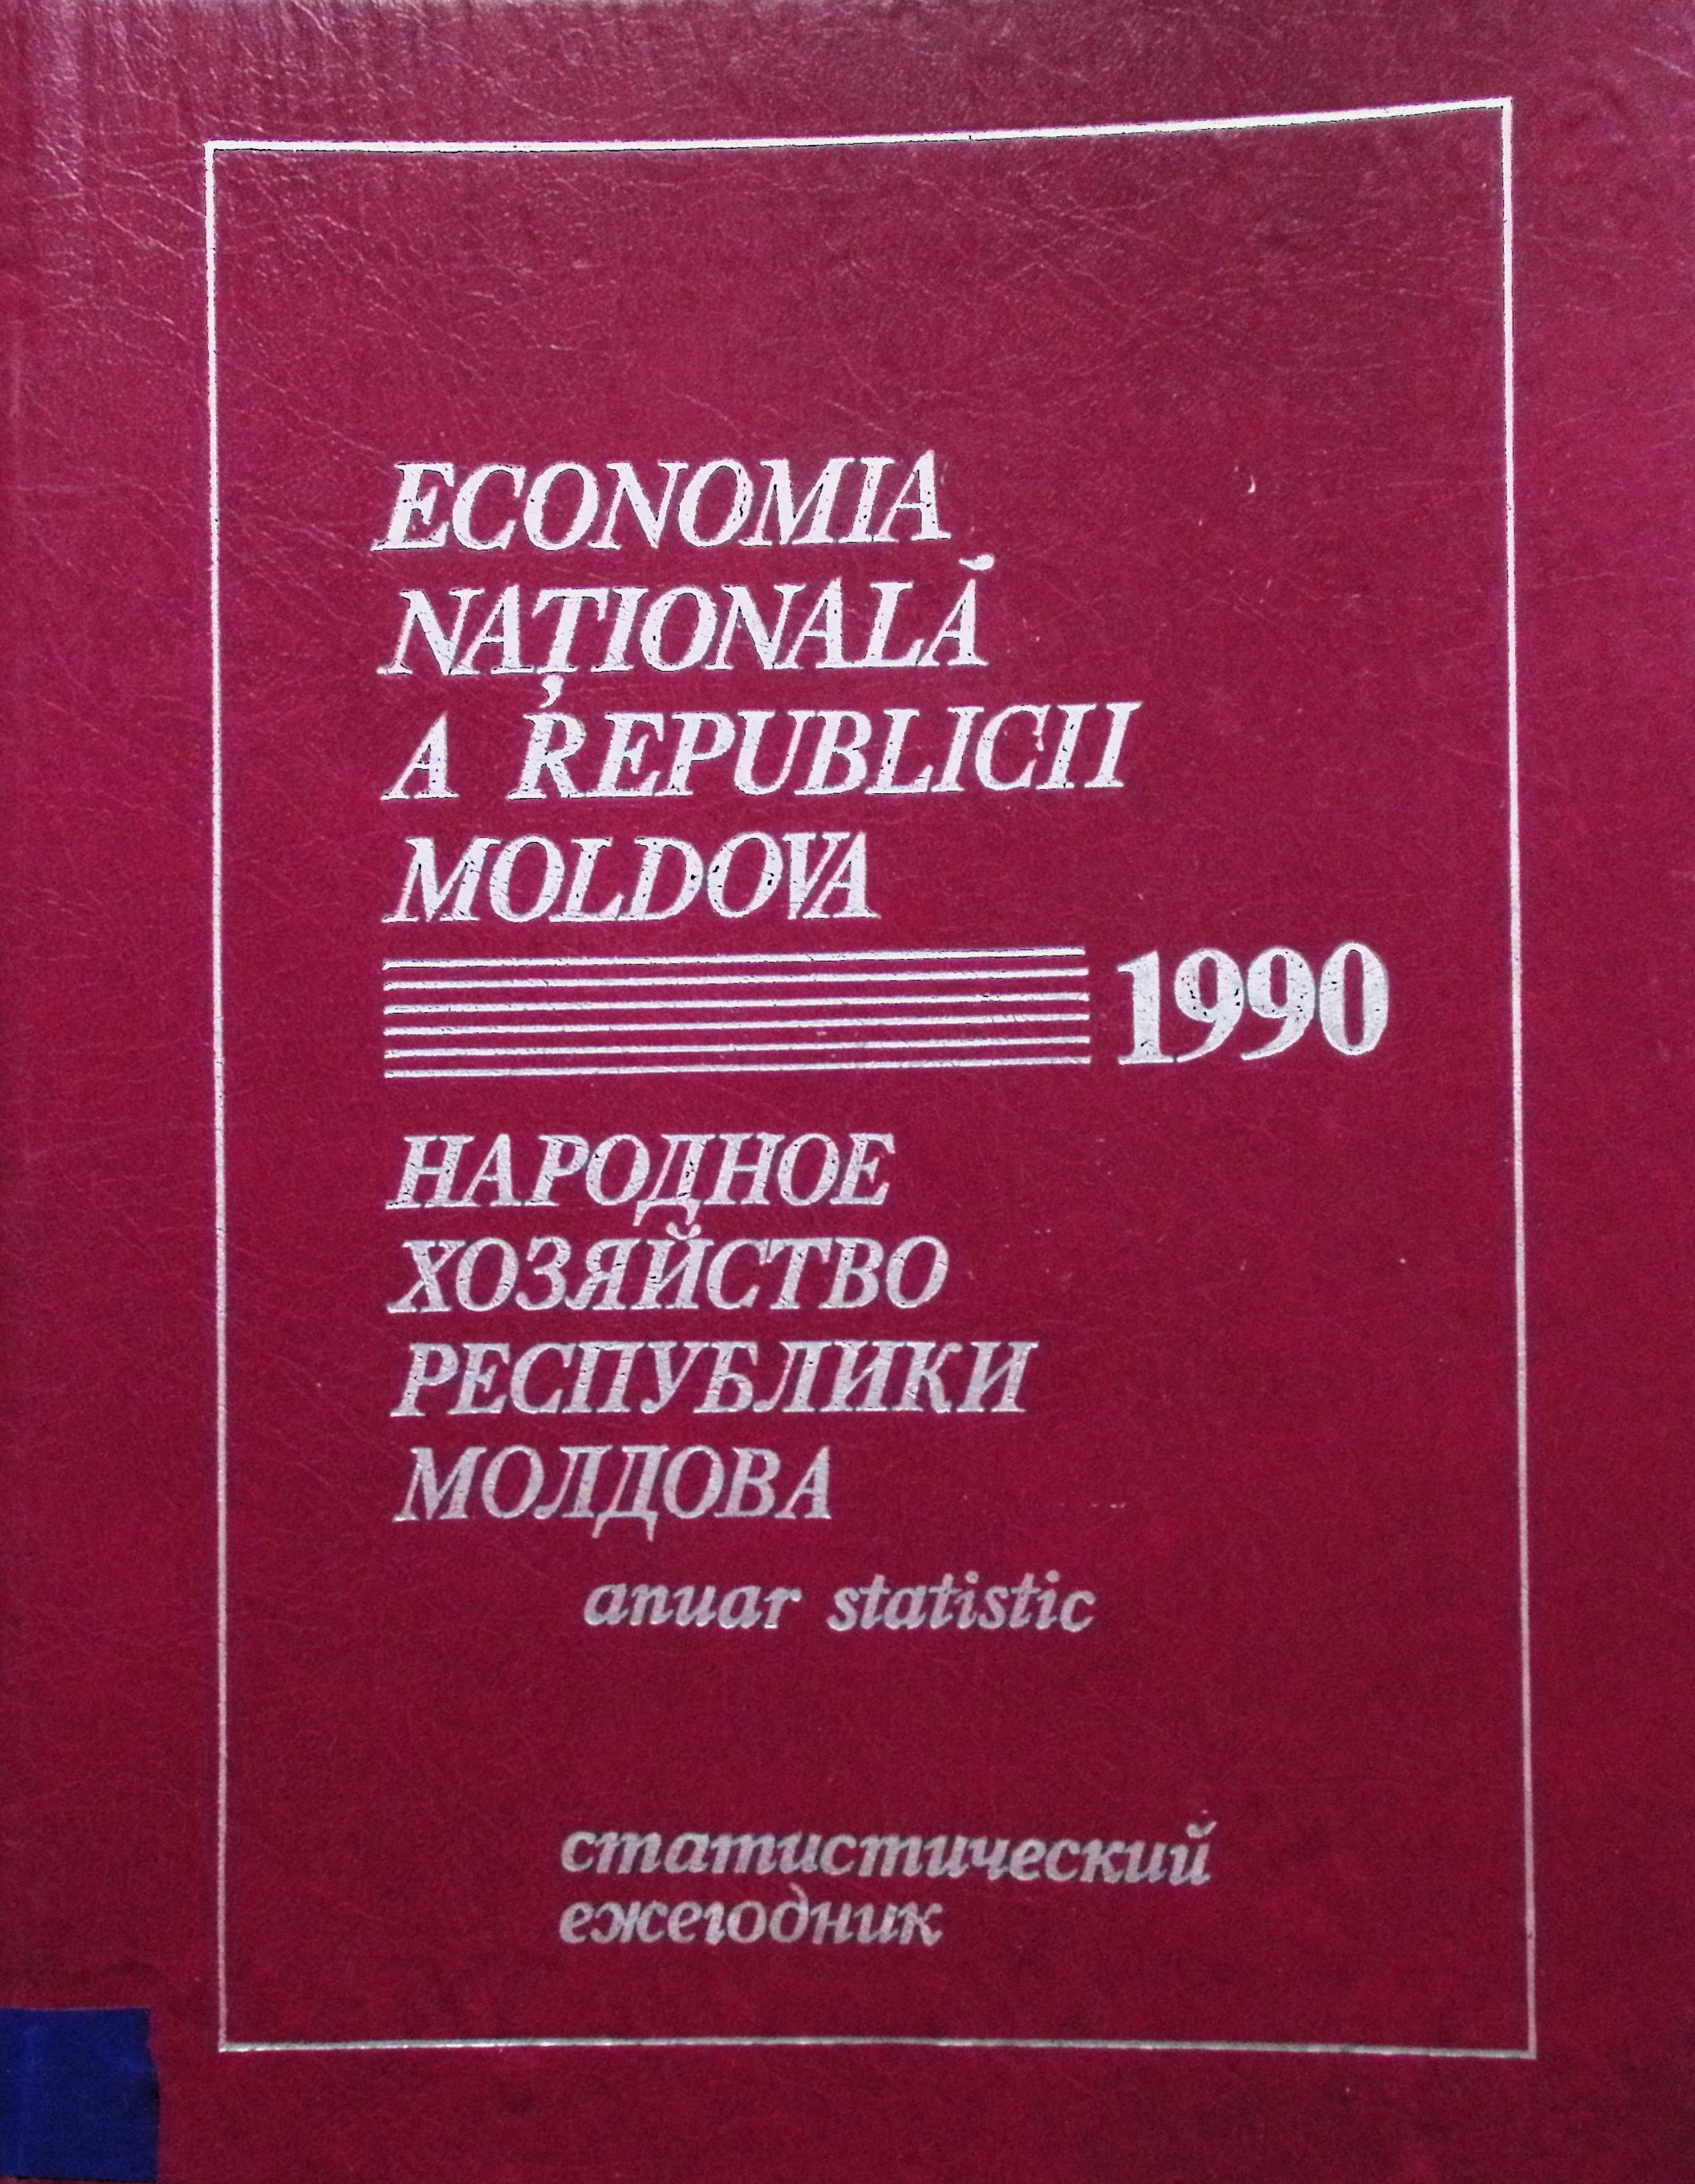 ECONOMIA
NAȚIONALĂ
A REPUBLICII
MOLDOVA
1990
НАРОДНОЕ
ХОЗЯЙСТВО
РЕСПУБЛИКИ
МОЛДОВА
anuar statistic
статистический
ежегодник